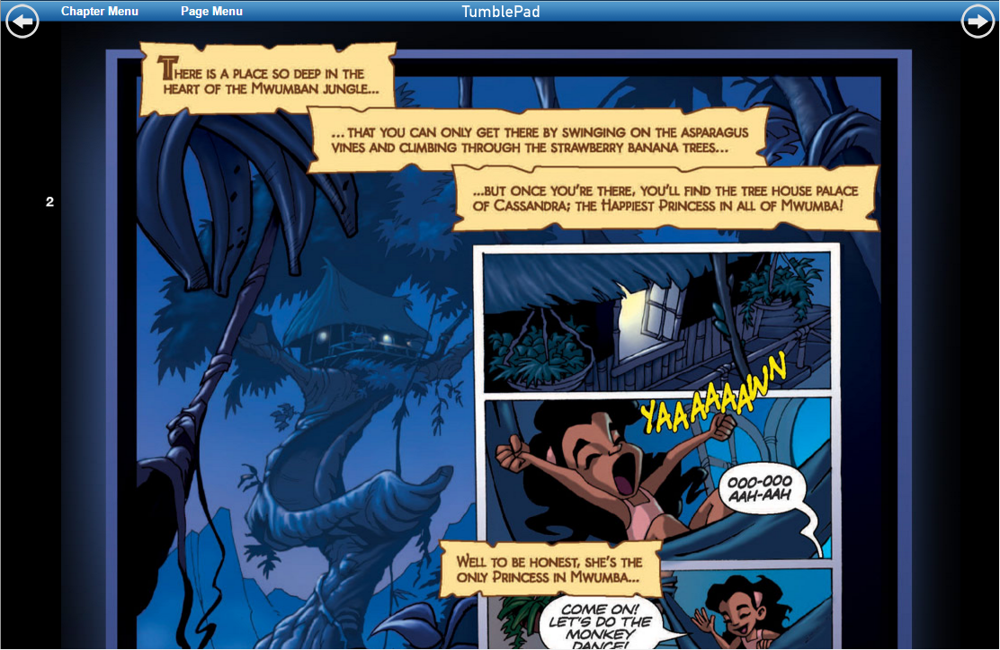 Chapter Menu
Page Menu
TumblePad
2
THERE IS A PLACE SO DEEP IN THE
HEART OF THE MWUMBAN JUNGLE...
... THAT YOU CAN ONLY GET THERE BY SWINGING ON THE ASPARAGUS
VINES AND CLIMBING THROUGH THE STRAWBERRY BANANA TREES...
...BUT ONCE YOU'RE THERE, YOU'LL FIND THE TREE HOUSE PALACE
OF CASSANDRA; THE HAPPIEST PRINCESS IN ALL OF MWUMBA!
YAAAAAAWN
OOO-OOO
AAH-AAH
WELL TO BE HONEST, SHE'S THE
ONLY PRINCESS IN MWUMBA...
COME ON!
LET'S DO THE
MONKEY
DANCE!